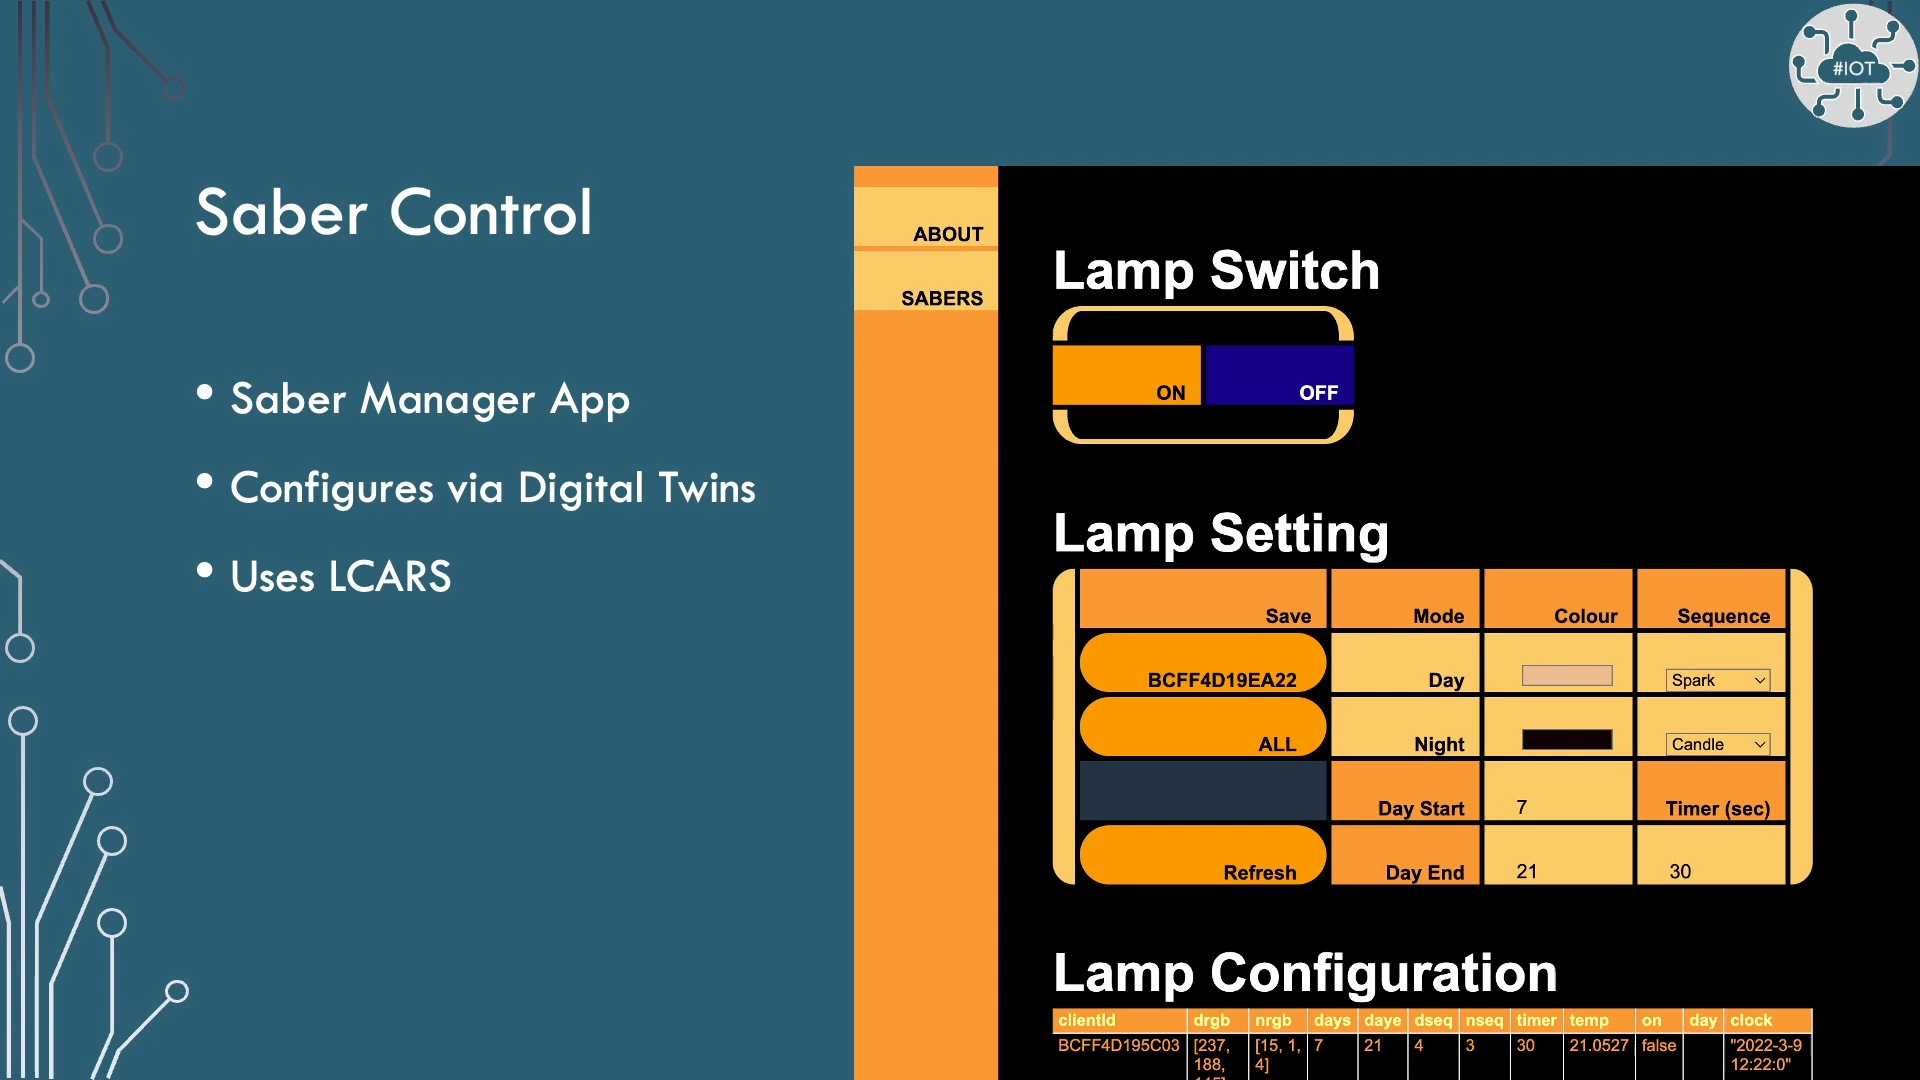 #IOT
Saber Control
• Saber Manager App
• Configures via Digital Twins
• Uses LCARS
ABOUT
SABERS
Lamp Switch
ON OFF
Lamp Setting
Save Mode Colour Sequence
BCFF4D19EA22 Day Spark
ALL Night Candle
Day Start 7 Timer (sec)
Refresh Day End 21 30
Lamp Configuration
clientId drgb nrgb days daye dseq nseq timer temp on day clock
BCFF4D195C03 [237, [15, 1, 7 21 4 3 30 21.0527 false "2022-3-9
188, 4] 12:22:0"